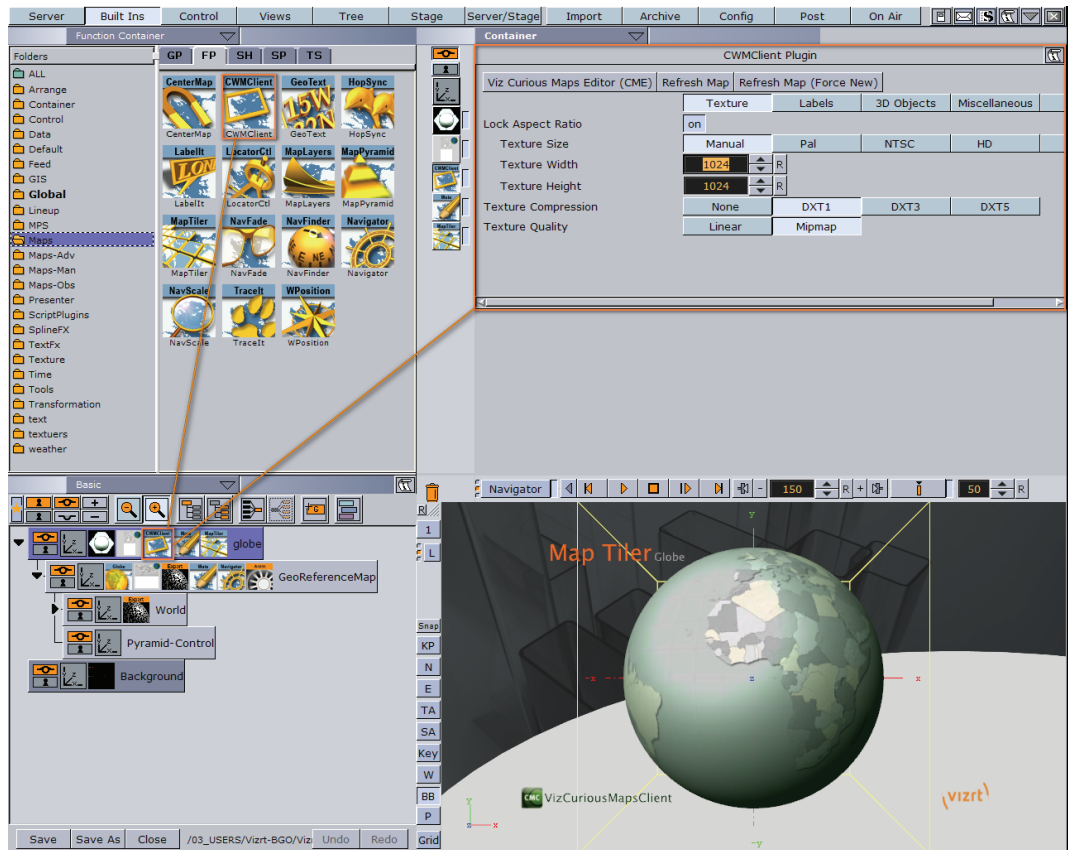 Server Built Ins Control Views Tree Stage Server/Stage Import Archive Config Post On Air
Function Container
Folders
ALL
Arrange
Container
Control
Data
Default
Feed
GIS
Global
Lineup
MPS
Maps
Maps-Adv
Maps-Man
Maps-Obs
Presenter
ScriptPlugins
SplineFX
TextFx
Texture
Time
Tools
Transformation
text
textuers
weather
GP FP SH SP TS
CenterMap CWMClient GeoText HopSync
CenterMap CWMClient GeoText HopSync
LabelIt LocatorCtl MapLayers MapPyramid
LabelIt LocatorCtl MapLayers MapPyramid
MapTiler NavFade NavFinder Navigator
MapTiler NavFade NavFinder Navigator
NavScale TraceIt WPosition
NavScale TraceIt WPosition
Container
CWMClient Plugin
Viz Curious Maps Editor (CME) Refresh Map Refresh Map (Force New)
Texture Labels 3D Objects Miscellaneous
Lock Aspect Ratio on
Texture Size Manual Pal NTSC HD
Texture Width 1024 R
Texture Height 1024 R
Texture Compression None DXT1 DXT3 DXT5
Texture Quality Linear Mipmap
Basic
globe
GeoReferenceMap
World
Pyramid-Control
Background
Save Save As Close /03_USERS/Vizrt-BGO/Viz Undo Redo
R
1
L
Snap
KP
N
E
TA
SA
Key
W
BB
P
Grid
Navigator 150 R 50 R
Map Tiler Globe
y
-x z x
-y
y
z x
CMC VizCuriousMapsClient
(vizrt)